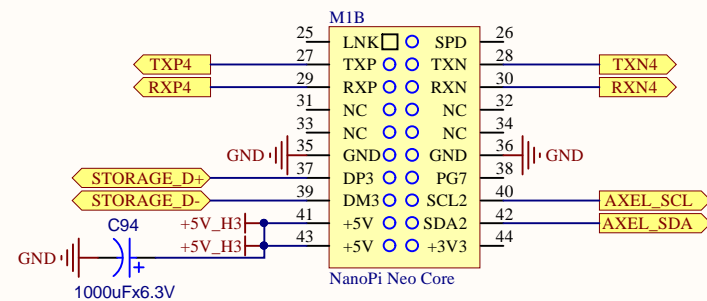 M1B
25 LNK SPD 26
TXP4 27 TXP TXN 28 TXN4
RXP4 29 RXP RXN 30 RXN4
31 NC NC 32
33 NC NC 34
GND 35 GND GND 36 GND
STORAGE_D+ 37 DP3 PG7 38
STORAGE_D- 39 DM3 SCL2 40 AXEL_SCL
C94 +5V_H3 41 +5V SDA2 42 AXEL_SDA
+5V_H3 43 +5V +3V3 44
GND +
1000uFx6.3V
NanoPi Neo Core